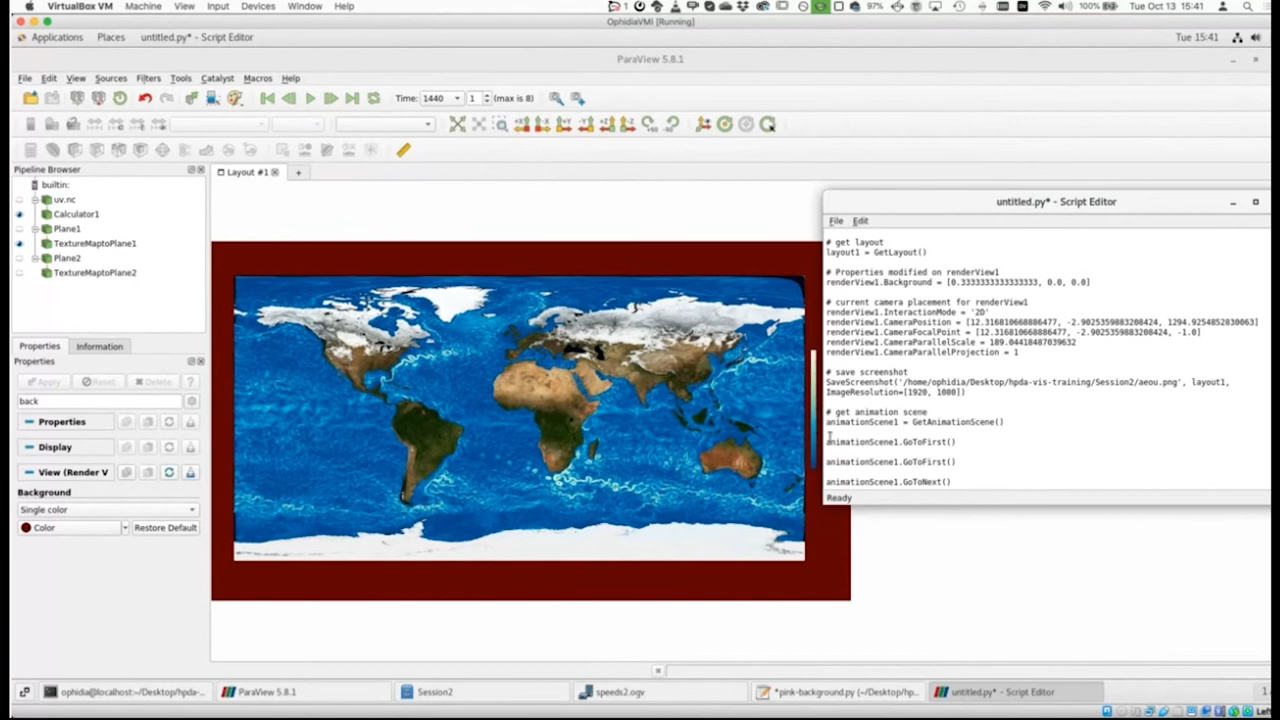 VirtualBox VM Machine View Input Devices Window Help 1 97% 100% Tue Oct 13 15:41
OphidiaVMI [Running]
Applications Places untitled.py* - Script Editor Tue 15:41
ParaView 5.8.1
File Edit View Sources Filters Tools Catalyst Macros Help
Time: 1440 1 (max is 8)
Pipeline Browser
builtin:
uv.nc
Calculator1
Plane1
TextureMaptoPlane1
Plane2
TextureMaptoPlane2
Properties Information
Properties
Apply Reset Delete ?
back
Properties
Display
View (Render V
Background
Single color
Color Restore Default
Layout #1 +
untitled.py* - Script Editor
File Edit
# get layout
layout1 = GetLayout()
# Properties modified on renderView1
renderView1.Background = [0.3333333333333333, 0.0, 0.0]
# current camera placement for renderView1
renderView1.InteractionMode = '2D'
renderView1.CameraPosition = [12.316810668886477, -2.9025359883208424, 1294.9254852830063]
renderView1.CameraFocalPoint = [12.316810668886477, -2.9025359883208424, -1.0]
renderView1.CameraParallelScale = 189.04418487039632
renderView1.CameraParallelProjection = 1
# save screenshot
SaveScreenshot('/home/ophidia/Desktop/hpda-vis-training/Session2/aeou.png', layout1,
ImageResolution=[1920, 1080])
# get animation scene
animationScene1 = GetAnimationScene()
animationScene1.GoToFirst()
animationScene1.GoToFirst()
animationScene1.GoToNext()
Ready
ophidia@localhost:~/Desktop/hpda-... ParaView 5.8.1 Session2 speeds2.ogv *pink-background.py (~/Desktop/hp... untitled.py* - Script Editor 1
Left